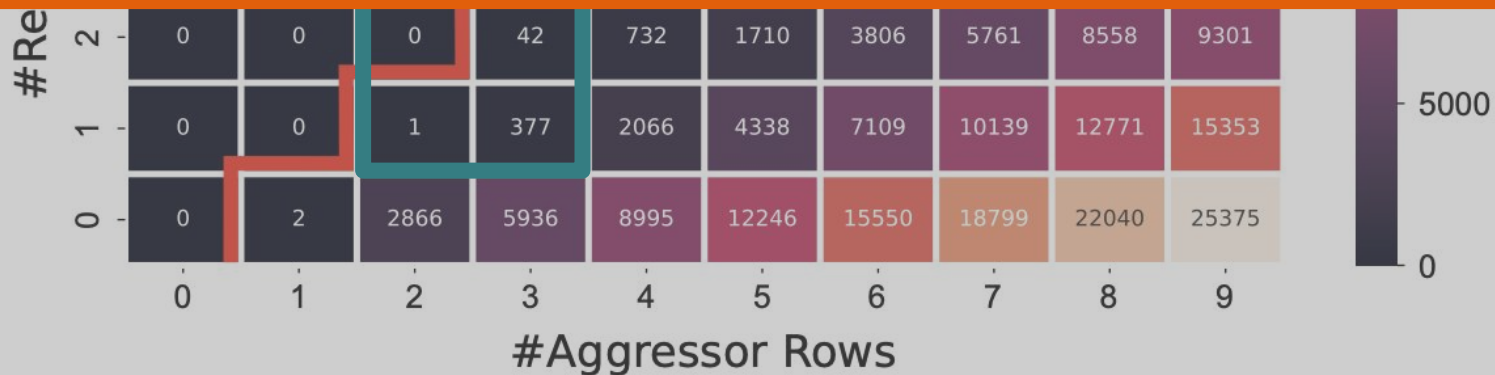 #Re
2 0 0 0 42 732 1710 3806 5761 8558 9301
1 0 0 1 377 2066 4338 7109 10139 12771 15353
5000
0 0 2 2866 5936 8995 12246 15550 18799 22040 25375
0
0 1 2 3 4 5 6 7 8 9
#Aggressor Rows